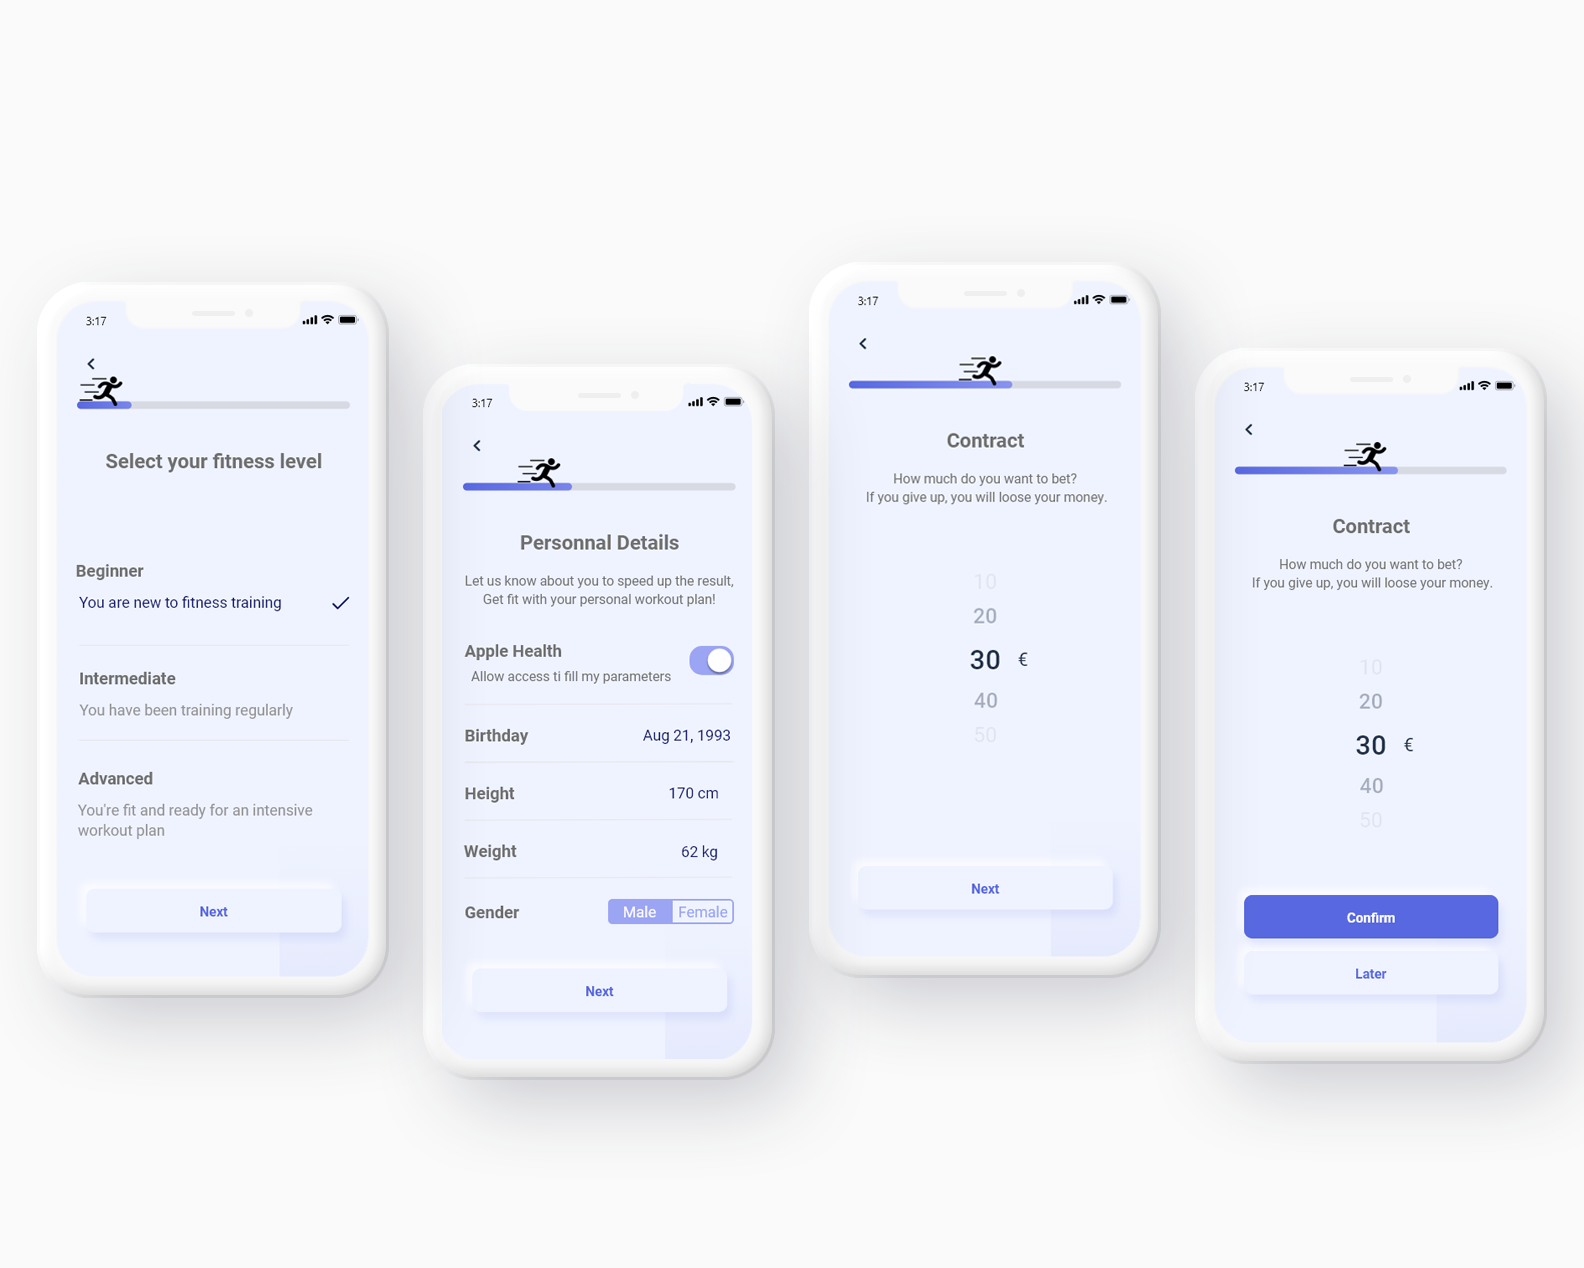 3:17
Select your fitness level
Beginner
You are new to fitness training
Intermediate
You have been training regularly
Advanced
You're fit and ready for an intensive
workout plan
Next
3:17
Personnal Details
Let us know about you to speed up the result,
Get fit with your personal workout plan!
Apple Health
Allow access ti fill my parameters
Birthday Aug 21, 1993
Height 170 cm
Weight 62 kg
Gender Male Female
Next
3:17
Contract
How much do you want to bet?
If you give up, you will loose your money.
10
20
30 €
40
50
Next
3:17
Contract
How much do you want to bet?
If you give up, you will loose your money.
10
20
30 €
40
50
Confirm
Later